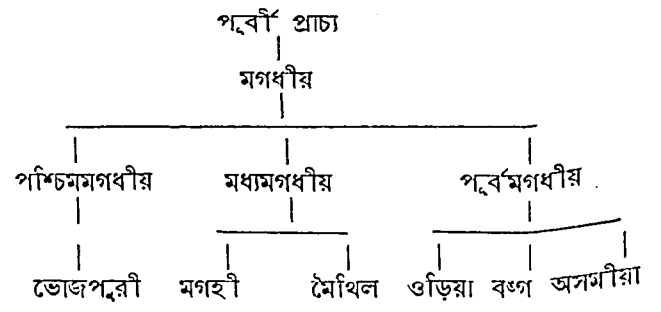 পূর্বী প্রাচ্য
মগধীয়
পশ্চিমমগধীয় মধ্যমগধীয় পূর্বমগধীয়
ভোজপুরী মগহী মৈথিল ওড়িয়া বঙ্গ অসমীয়া